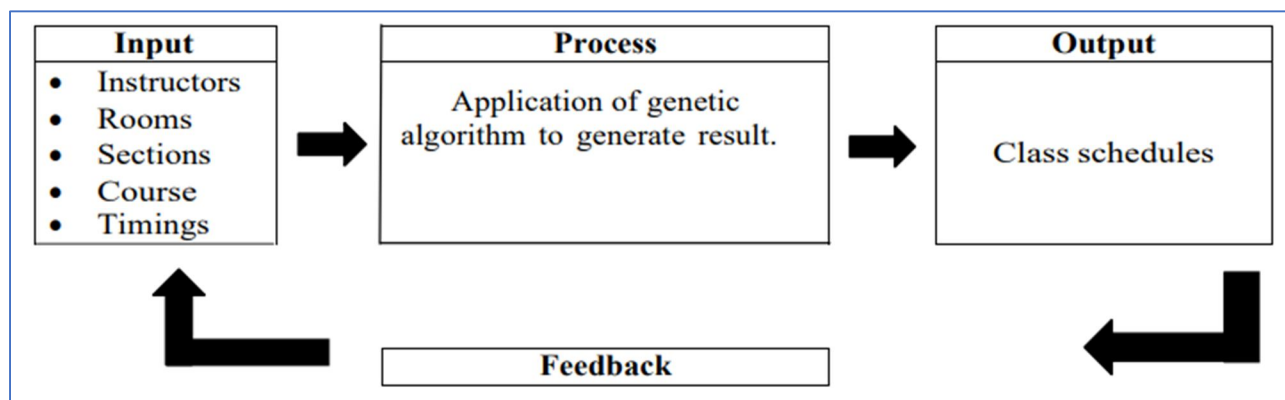 Input
• Instructors
• Rooms
• Sections
• Course
• Timings
Process
Application of genetic
algorithm to generate result.
Output
Class schedules
Feedback